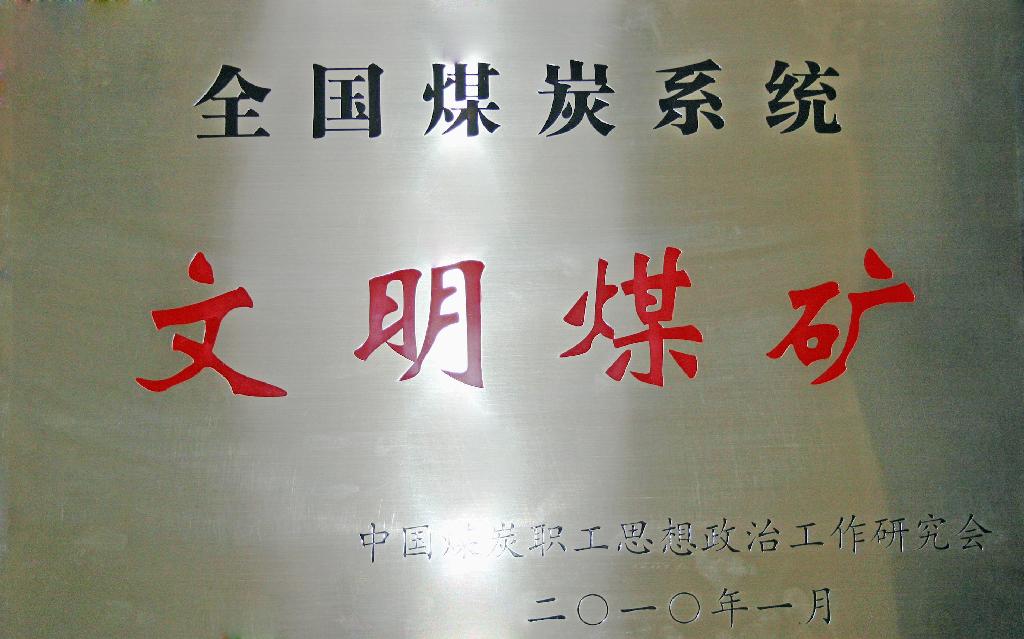 全国煤炭系统
文明煤矿
中国煤炭职工思想政治工作研究会
二〇一〇年一月